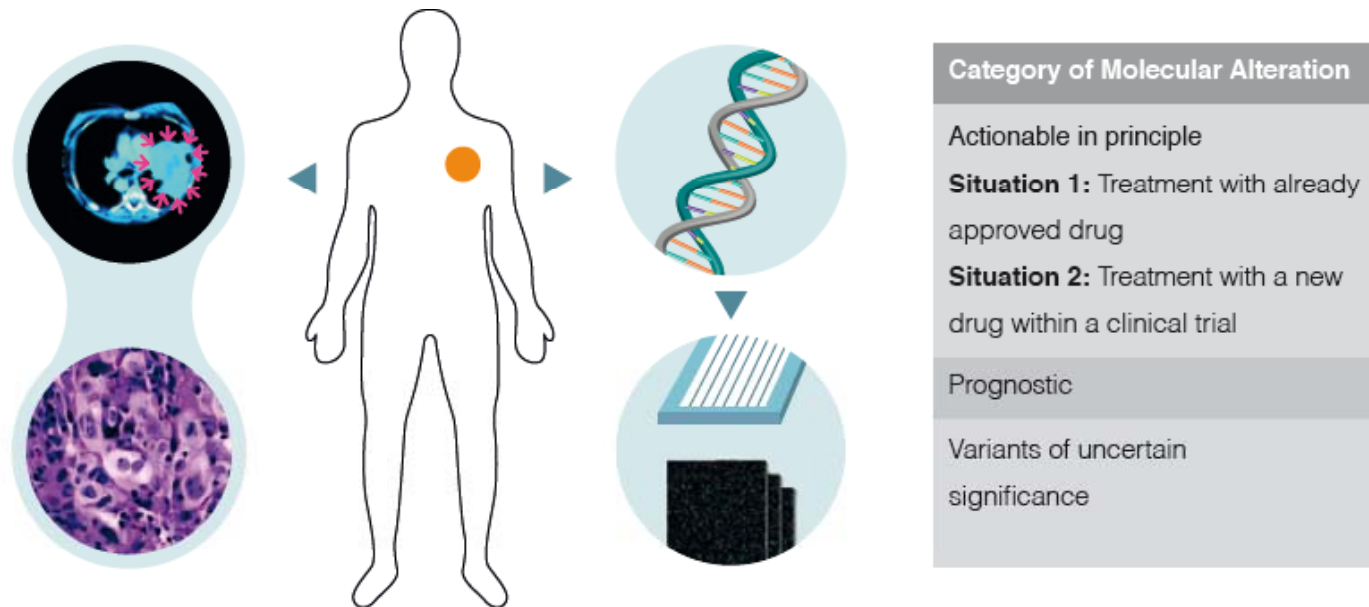 Category of Molecular Alteration
Actionable in principle
Situation 1: Treatment with already
approved drug
Situation 2: Treatment with a new
drug within a clinical trial
Prognostic
Variants of uncertain
significance